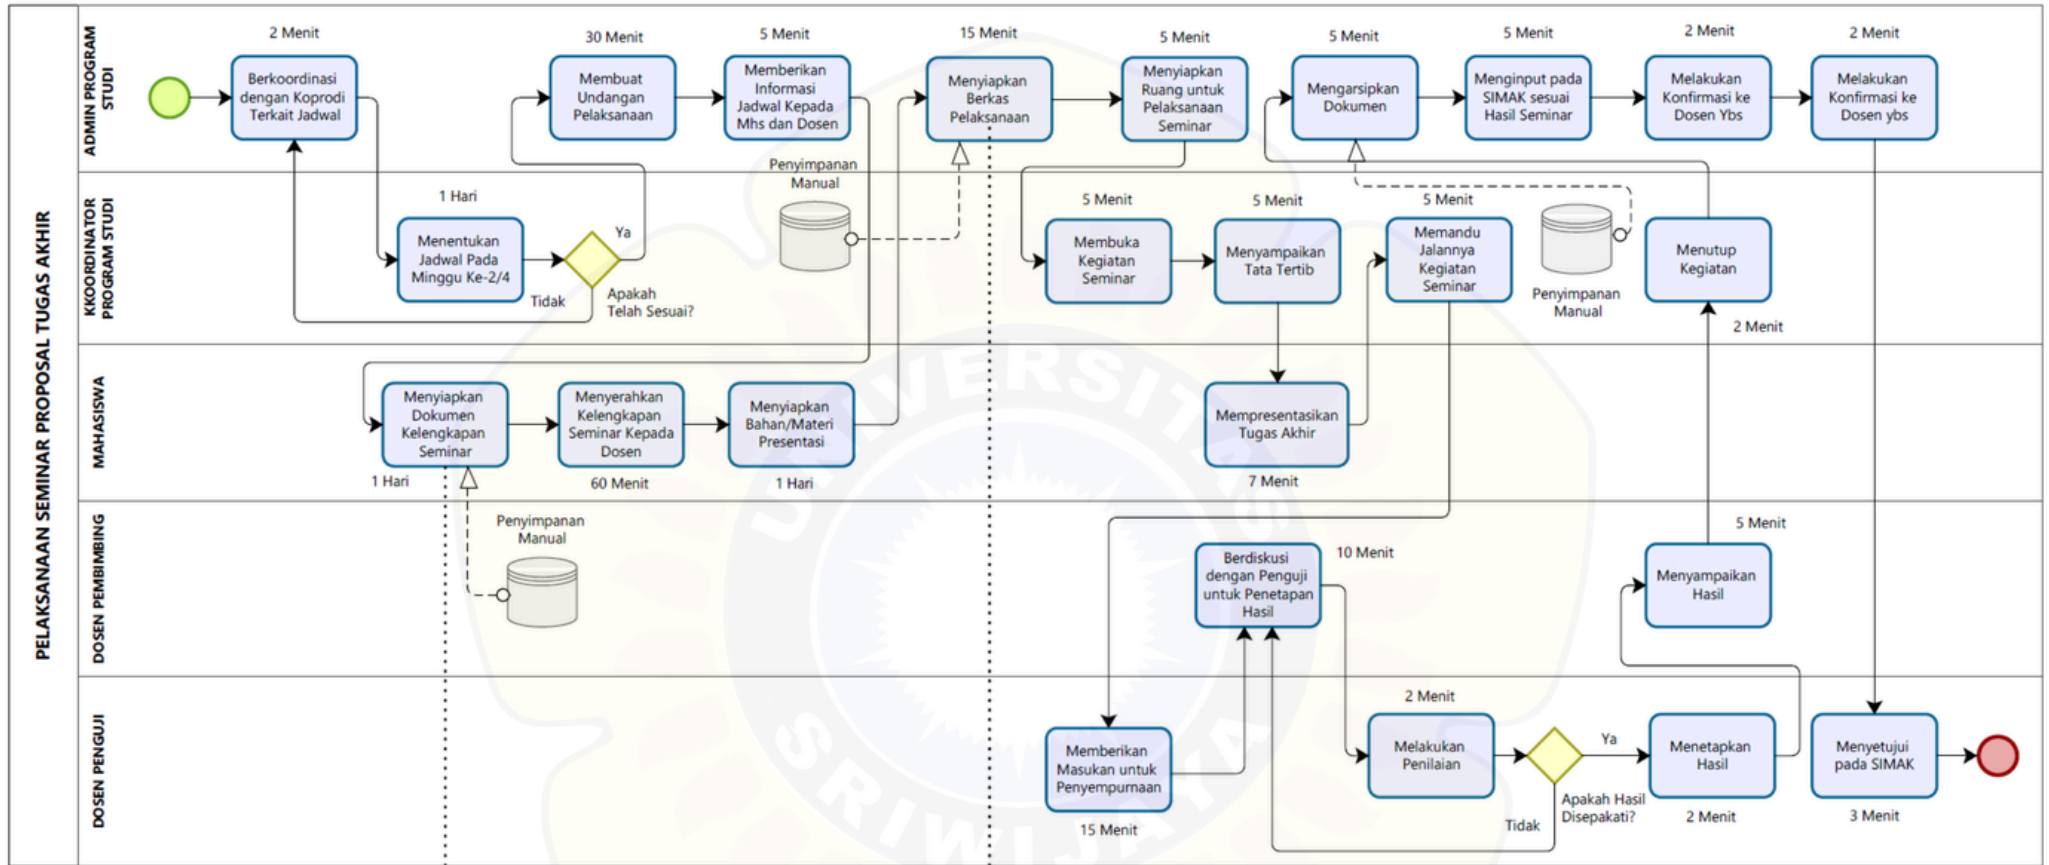 PELAKSANAAN SEMINAR PROPOSAL TUGAS AKHIR
ADMIN PROGRAM
STUDI
2 Menit
Berkoordinasi
dengan Koprodi
Terkait Jadwal
30 Menit
Membuat
Undangan
Pelaksanaan
5 Menit
Memberikan
Informasi
Jadwal Kepada
Mhs dan Dosen
15 Menit
Menyiapkan
Berkas
Pelaksanaan
5 Menit
Menyiapkan
Ruang untuk
Pelaksanaan
Seminar
5 Menit
Mengarsipkan
Dokumen
5 Menit
Menginput pada
SIMAK sesuai
Hasil Seminar
2 Menit
Melakukan
Konfirmasi ke
Dosen Ybs
2 Menit
Melakukan
Konfirmasi ke
Dosen ybs
KKOORDINATOR
PROGRAM STUDI
1 Hari
Menentukan
Jadwal Pada
Minggu Ke-2/4
Ya
Tidak
Apakah
Telah Sesuai?
Penyimpanan
Manual
5 Menit
Membuka
Kegiatan
Seminar
5 Menit
Menyampaikan
Tata Tertib
5 Menit
Memandu
Jalannya
Kegiatan
Seminar
Penyimpanan
Manual
Menutup
Kegiatan
2 Menit
MAHASISWA
Menyiapkan
Dokumen
Kelengkapan
Seminar
1 Hari
Menyerahkan
Kelengkapan
Seminar Kepada
Dosen
60 Menit
Menyiapkan
Bahan/Materi
Presentasi
1 Hari
Mempresentasikan
Tugas Akhir
7 Menit
DOSEN PEMBIMBING
Penyimpanan
Manual
Berdiskusi
dengan Penguji
untuk Penetapan
Hasil
10 Menit
5 Menit
Menyampaikan
Hasil
DOSEN PENGUJI
Memberikan
Masukan untuk
Penyempurnaan
15 Menit
2 Menit
Melakukan
Penilaian
Ya
Apakah Hasil
Disepakati?
Tidak
Menetapkan
Hasil
2 Menit
Menyetujui
pada SIMAK
3 Menit
UNIVERSITAS
SRIWIJAYA